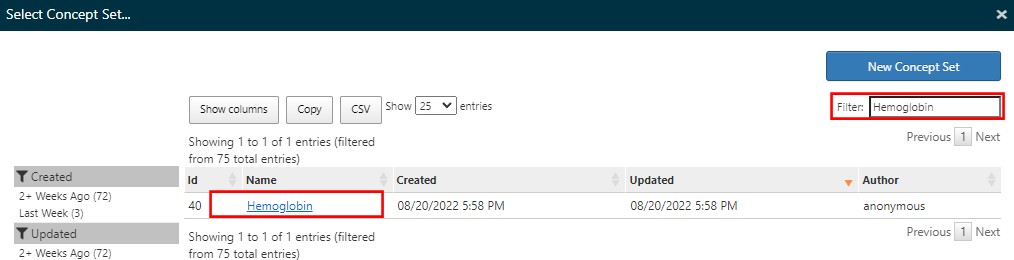 Select Concept Set... ×
New Concept Set
Show columns Copy CSV Show 25 entries Filter: Hemoglobin
Showing 1 to 1 of 1 entries (filtered
from 75 total entries)
Previous 1 Next
Created
2+ Weeks Ago (72)
Last Week (3)
Updated
2+ Weeks Ago (72)
Id Name Created Updated Author
40 Hemoglobin 08/20/2022 5:58 PM 08/20/2022 5:58 PM anonymous
Showing 1 to 1 of 1 entries (filtered
from 75 total entries)
Previous 1 Next